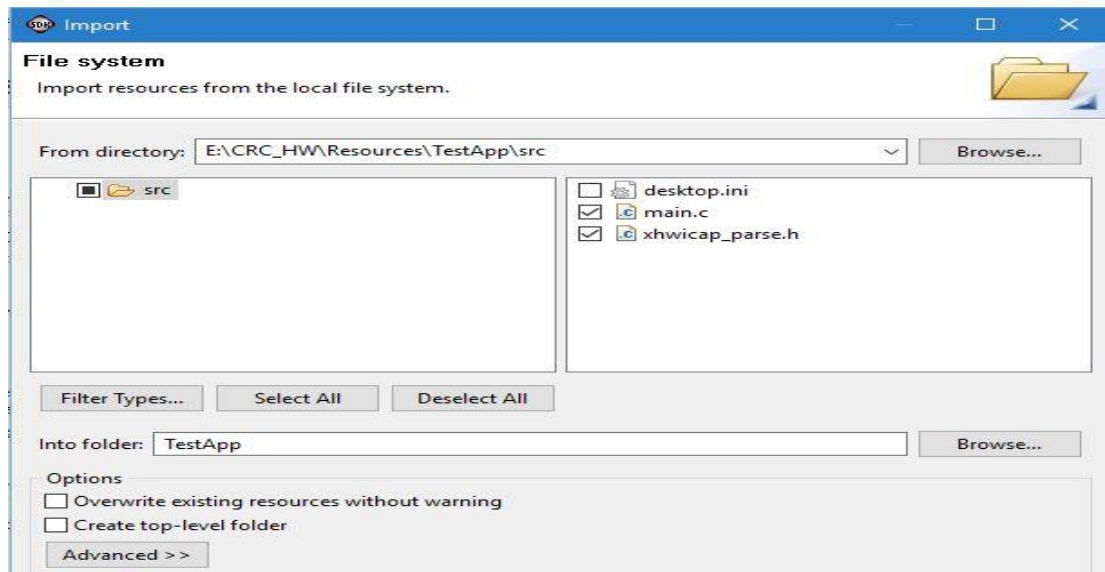 SDK Import
File system
Import resources from the local file system.
From directory: E:\CRC_HW\Resources\TestApp\src Browse...
src
desktop.ini
.c main.c
.c xhwicap_parse.h
Filter Types... Select All Deselect All
Into folder: TestApp Browse...
Options
Overwrite existing resources without warning
Create top-level folder
Advanced >>